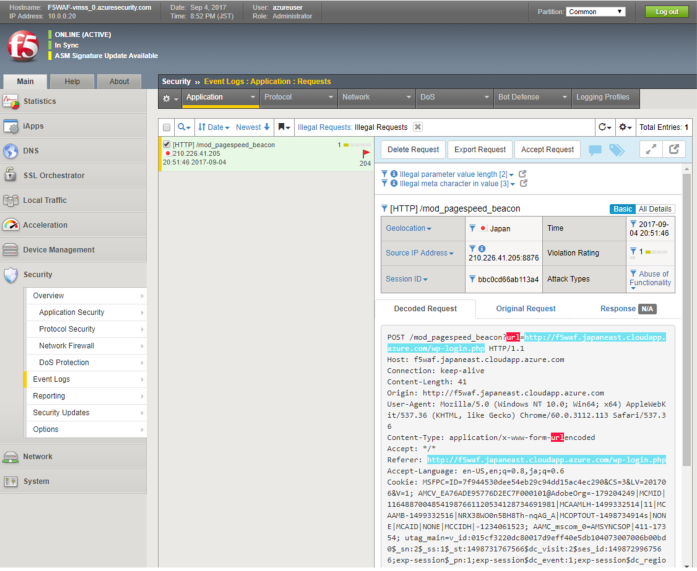 Hostname: F5WAF-vmss_0.azuresecurity.com Date: Sep 4, 2017 User: azureuser
IP Address: 10.0.0.20 Time: 8:52 PM (JST) Role: Administrator
Partition: Common Log out
f5
ONLINE (ACTIVE)
In Sync
ASM Signature Update Available
Main Help About
Security » Event Logs : Application : Requests
Statistics
iApps
DNS
SSL Orchestrator
Local Traffic
Acceleration
Device Management
Security
Overview
Application Security
Protocol Security
Network Firewall
DoS Protection
Event Logs
Reporting
Security Updates
Options
Network
System
Application Protocol Network DoS Bot Defense Logging Profiles
Date Newest Illegal Requests: Illegal Requests Total Entries: 1
[HTTP] /mod_pagespeed_beacon 1
210.226.41.205
20:51:46 2017-09-04 204
Delete Request Export Request Accept Request
Illegal parameter value length [2]
Illegal meta character in value [3]
[HTTP] /mod_pagespeed_beacon Basic All Details
Geolocation Japan Time 2017-09-04 20:51:46
Source IP Address 210.226.41.205:8876 Violation Rating 1
Session ID bbc0cd66ab113a4 Attack Types Abuse of Functionality
Decoded Request Original Request Response N/A
POST /mod_pagespeed_beacon?url=http://f5waf.japaneast.cloudapp.
azure.com/wp-login.php HTTP/1.1
Host: f5waf.japaneast.cloudapp.azure.com
Connection: keep-alive
Content-Length: 41
Origin: http://f5waf.japaneast.cloudapp.azure.com
User-Agent: Mozilla/5.0 (Windows NT 10.0; Win64; x64) AppleWebK
it/537.36 (KHTML, like Gecko) Chrome/60.0.3112.113 Safari/537.3
6
Content-Type: application/x-www-form-urlencoded
Accept: "/"
Referer: http://f5waf.japaneast.cloudapp.azure.com/wp-login.php
Accept-Language: en-US,en;q=0.8,ja;q=0.6
Cookie: MSFPC=ID=7f944530dee54eb29c94dd15ac4ec290&CS=3&LV=20170
6&V=1; AMCV_EA76ADE95776D2EC7F000101@AdobeOrg=-179204249|MCMID|
11648870048541987661120534128734691981|MCAAMLH-1499332514|11|MC
AAMB-1499332516|NRX38WO0n5BH8Th-nqAG_A|MCOPTOUT-1498734914s|NON
E|MCAID|NONE|MCCIDH|-1234061523; AAMC_mscom_0=AMSYNCSOP|411-173
54; utag_main=v_id:015cf3220dc80017d9eff40e5db104073007006b00bd
0$_sn:2$_ss:1$_st:1498731767566$dc_visit:2$ses_id:149872996756
6;exp-session$_pn:1;exp-session$dc_event:1;exp-session$dc_regio